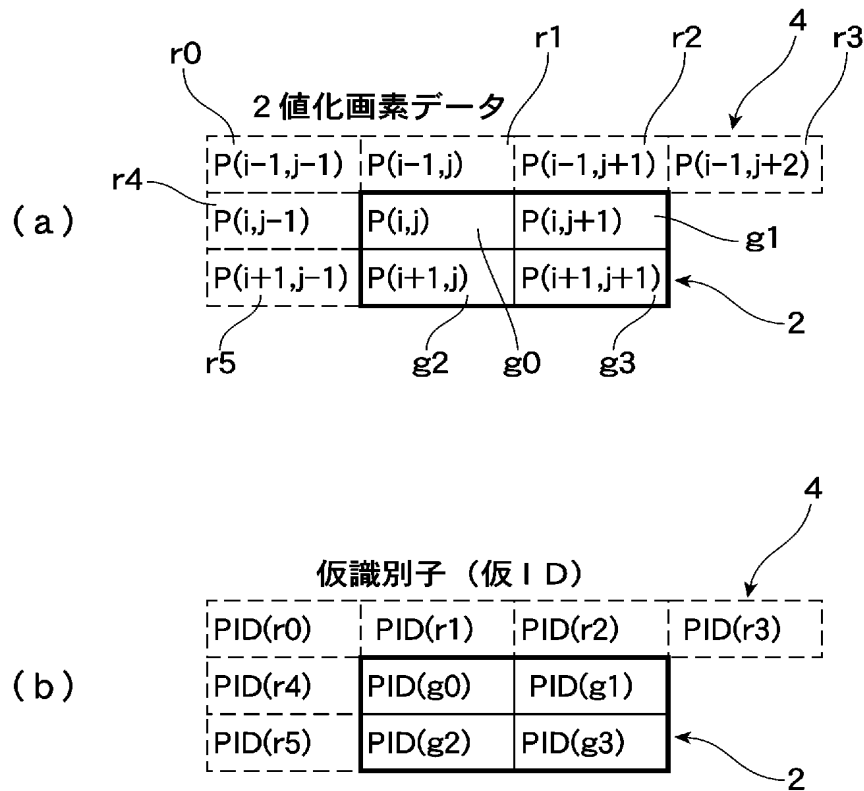 r0 r1 r2 4 r3
2値化画素データ
P(i−1,j−1) P(i−1,j) P(i−1,j+1) P(i−1,j+2)
r4
(a) P(i,j−1) P(i,j) P(i,j+1)
g1
P(i+1,j−1) P(i+1,j) P(i+1,j+1)
2
r5 g2 g0 g3
4
仮識別子（仮ID）
PID(r0) PID(r1) PID(r2) PID(r3)
(b) PID(r4) PID(g0) PID(g1)
PID(r5) PID(g2) PID(g3)
2